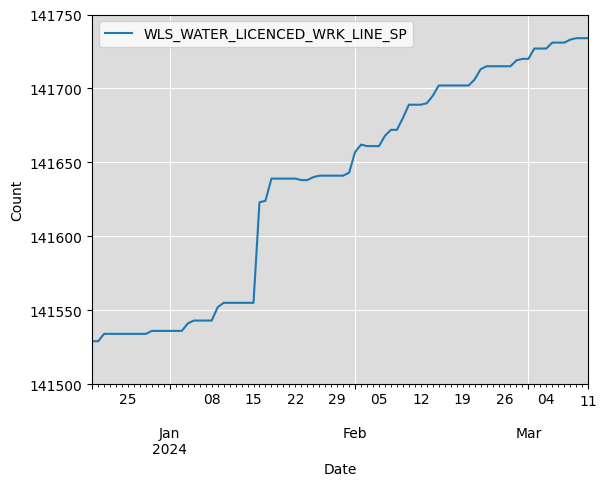 WLS_WATER_LICENCED_WRK_LINE_SP
141750
141700
141650
141600
141550
141500
Count
25 08 15 22 29 05 12 19 26 04 11
Jan Feb Mar
2024
Date